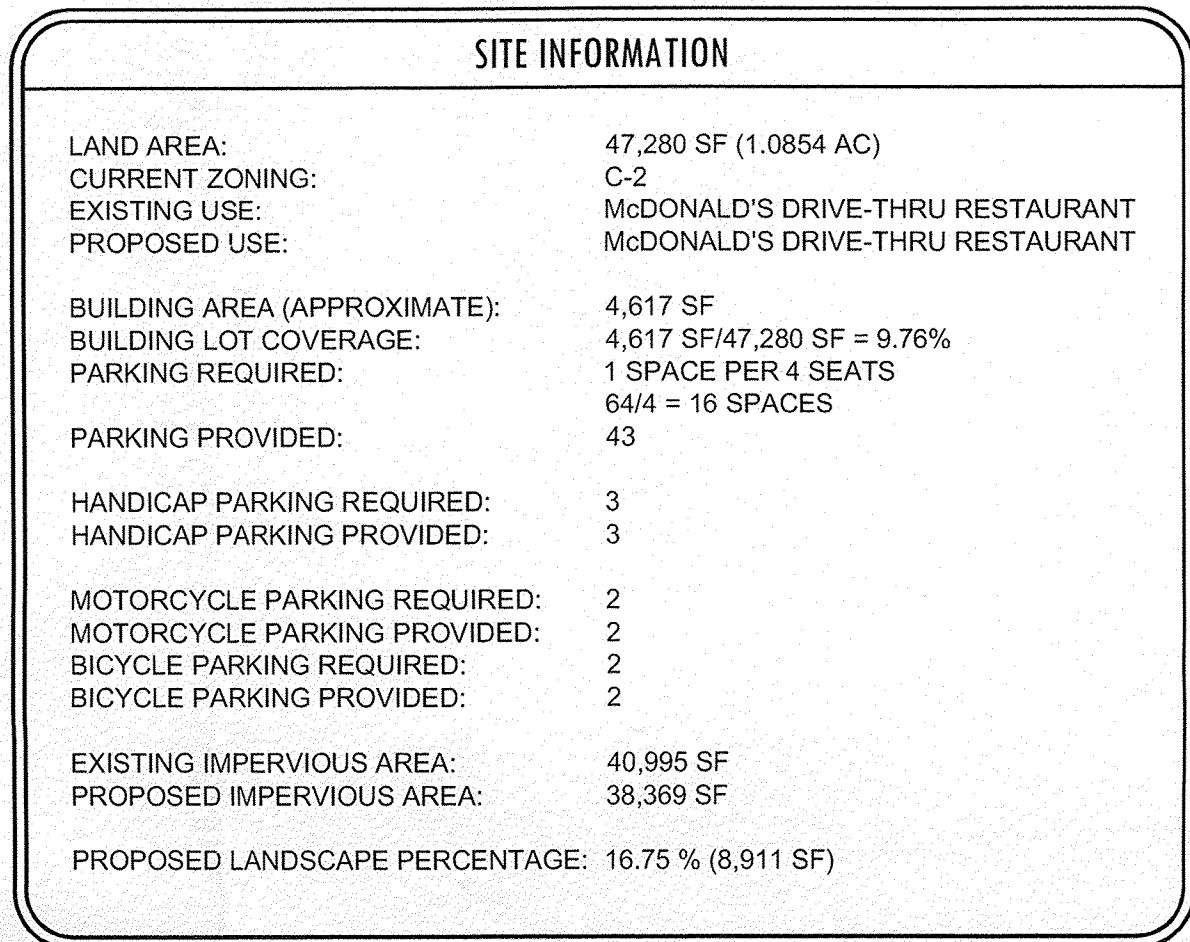 SITE INFORMATION
LAND AREA: 47,280 SF (1.0854 AC)
CURRENT ZONING: C-2
EXISTING USE: McDONALD'S DRIVE-THRU RESTAURANT
PROPOSED USE: McDONALD'S DRIVE-THRU RESTAURANT
BUILDING AREA (APPROXIMATE): 4,617 SF
BUILDING LOT COVERAGE: 4,617 SF/47,280 SF = 9.76%
PARKING REQUIRED: 1 SPACE PER 4 SEATS
64/4 = 16 SPACES
PARKING PROVIDED: 43
HANDICAP PARKING REQUIRED: 3
HANDICAP PARKING PROVIDED: 3
MOTORCYCLE PARKING REQUIRED: 2
MOTORCYCLE PARKING PROVIDED: 2
BICYCLE PARKING REQUIRED: 2
BICYCLE PARKING PROVIDED: 2
EXISTING IMPERVIOUS AREA: 40,995 SF
PROPOSED IMPERVIOUS AREA: 38,369 SF
PROPOSED LANDSCAPE PERCENTAGE: 16.75 % (8,911 SF)